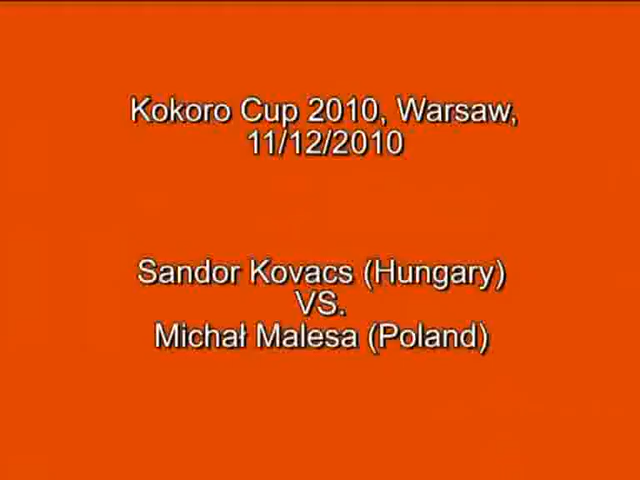 Kokoro Cup 2010, Warsaw,
11/12/2010
Sandor Kovacs (Hungary)
VS.
Michał Malesa (Poland)